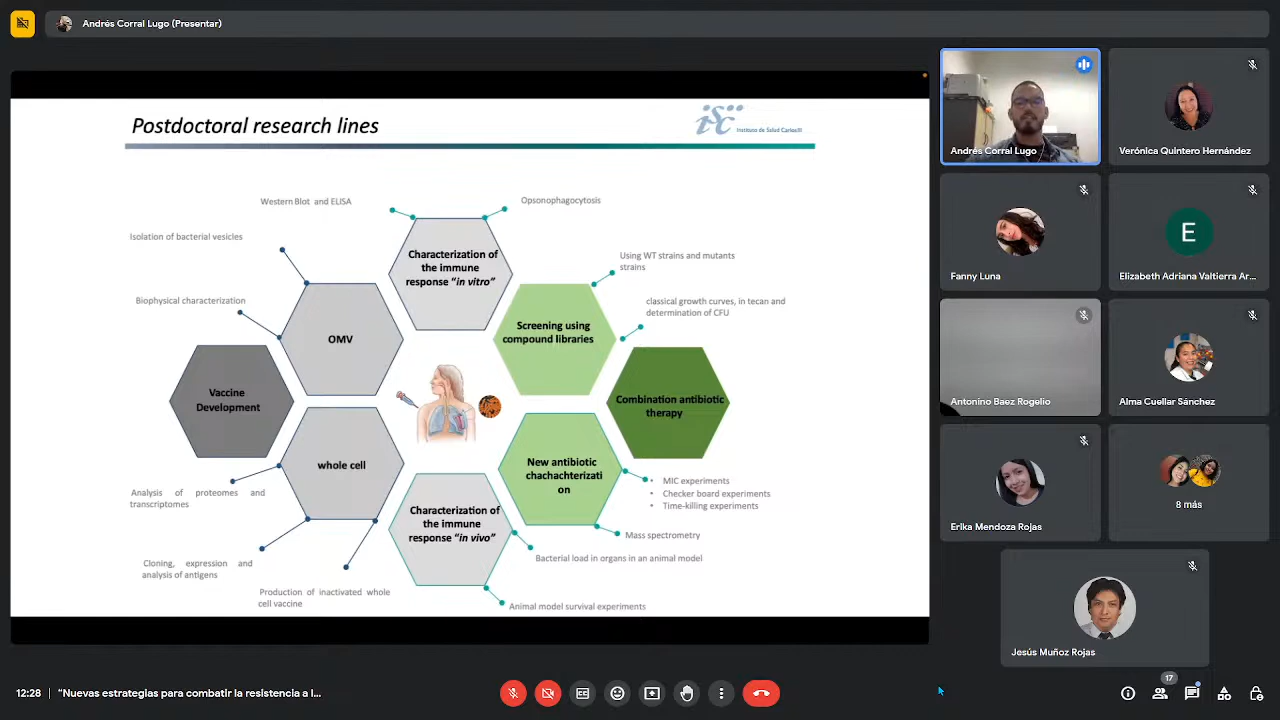 Andrés Corral Lugo (Presentar)
Postdoctoral research lines
isc
Instituto de Salud Carlos III
Western Blot and ELISA
Opsonophagocytosis
Isolation of bacterial vesicles
Characterization of
the immune
response "in vitro"
Using WT strains and mutants
strains
Biophysical characterization
classical growth curves, in tecan and
determination of CFU
OMV
Screening using
compound libraries
Vaccine
Development
Combination antibiotic
therapy
whole cell
New antibiotic
chachachterizati
on
MIC experiments
Checker board experiments
Time-killing experiments
Analysis of proteomes and
transcriptomes
Characterization of
the immune
response "in vivo"
Mass spectrometry
Bacterial load in organs in an animal model
Cloning, expression and
analysis of antigens
Production of inactivated whole
cell vaccine
Animal model survival experiments
Andrés Corral Lugo
Verónica Quintero Hernández
Fanny Luna
E
Elizabeth Adriana Valtierra Ar...
Antonino Baez Rogelio
Alma Cuellar Sánchez
Erika Meneses Rojas
Jesús Muñoz Rojas
12:28
"Nuevas estrategias para combatir la resistencia a l...
17